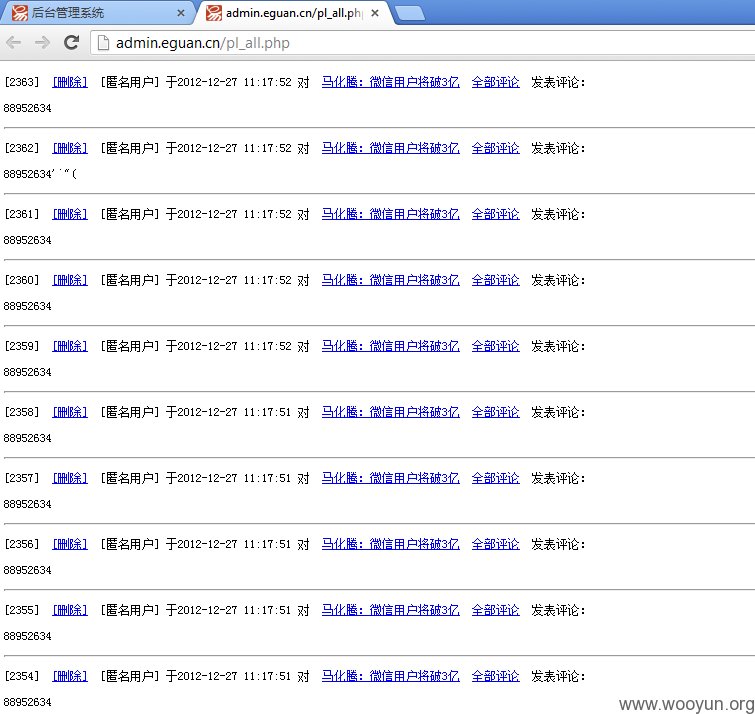 后台管理系统
admin.eguan.cn/pl_all.ph
admin.eguan.cn/pl_all.php
[2363] [删除] [匿名用户] 于2012-12-27 11:17:52 对 马化腾：微信用户将破3亿 全部评论 发表评论：
88952634
[2362] [删除] [匿名用户] 于2012-12-27 11:17:52 对 马化腾：微信用户将破3亿 全部评论 发表评论：
88952634'¨“(
[2361] [删除] [匿名用户] 于2012-12-27 11:17:52 对 马化腾：微信用户将破3亿 全部评论 发表评论：
88952634
[2360] [删除] [匿名用户] 于2012-12-27 11:17:52 对 马化腾：微信用户将破3亿 全部评论 发表评论：
88952634
[2359] [删除] [匿名用户] 于2012-12-27 11:17:52 对 马化腾：微信用户将破3亿 全部评论 发表评论：
88952634
[2358] [删除] [匿名用户] 于2012-12-27 11:17:51 对 马化腾：微信用户将破3亿 全部评论 发表评论：
88952634
[2357] [删除] [匿名用户] 于2012-12-27 11:17:51 对 马化腾：微信用户将破3亿 全部评论 发表评论：
88952634
[2356] [删除] [匿名用户] 于2012-12-27 11:17:51 对 马化腾：微信用户将破3亿 全部评论 发表评论：
88952634
[2355] [删除] [匿名用户] 于2012-12-27 11:17:51 对 马化腾：微信用户将破3亿 全部评论 发表评论：
88952634
[2354] [删除] [匿名用户] 于2012-12-27 11:17:51 对 马化腾：微信用户将破3亿 全部评论 发表评论：
88952634
www.wooyun.org